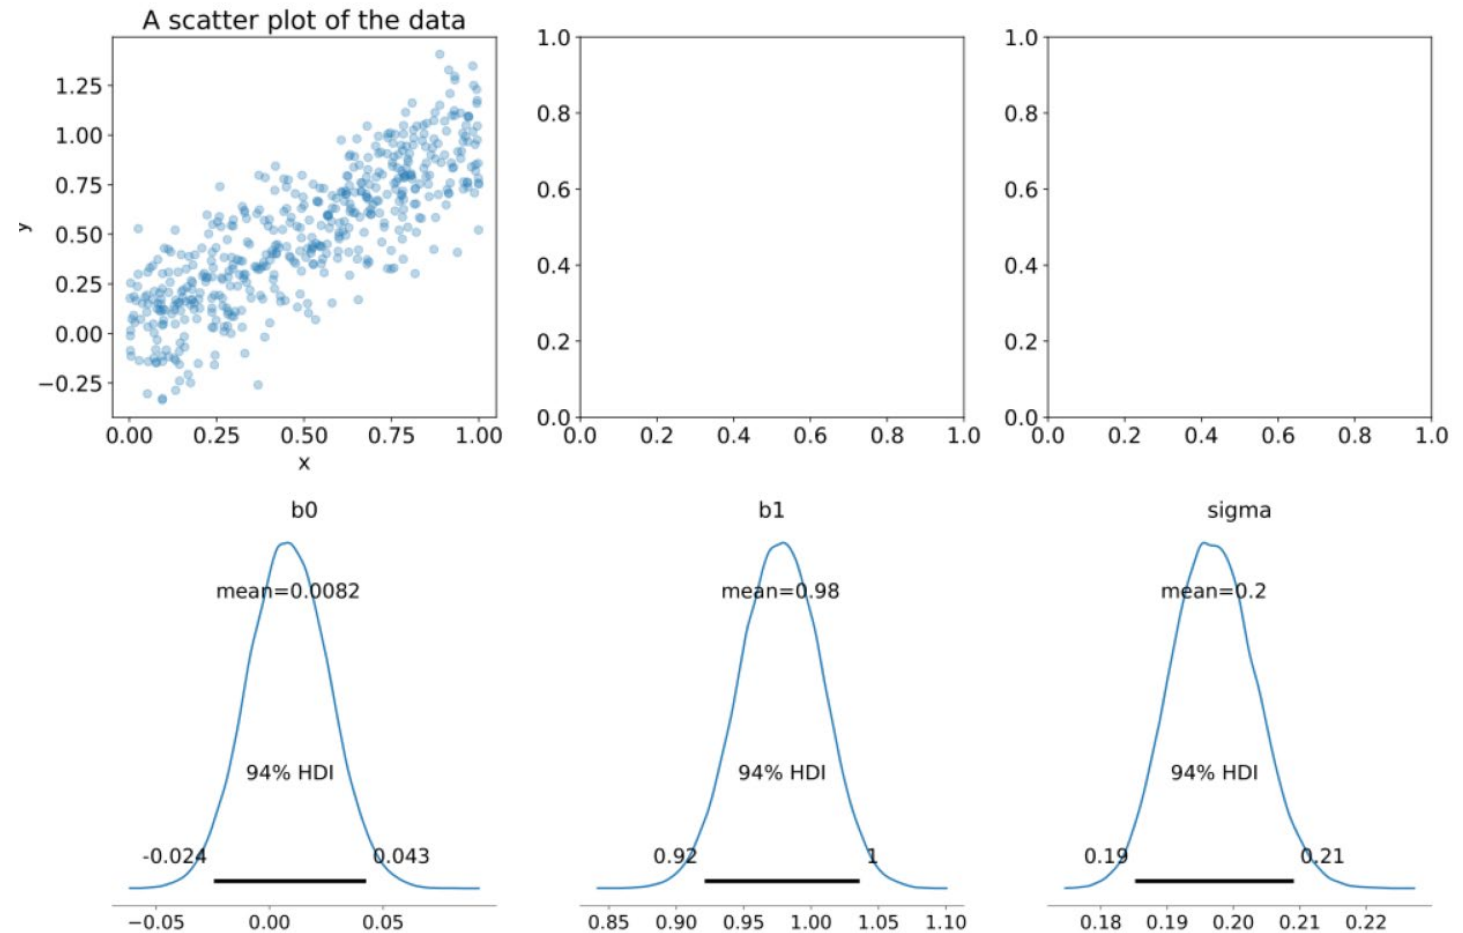 A scatter plot of the data
1.25
1.00
0.75
0.50
0.25
0.00
−0.25
y
0.00 0.25 0.50 0.75 1.00
x
1.0
0.8
0.6
0.4
0.2
0.0
0.0 0.2 0.4 0.6 0.8 1.0
1.0
0.8
0.6
0.4
0.2
0.0
0.0 0.2 0.4 0.6 0.8 1.0
b0
mean=0.0082
94% HDI
-0.024 0.043
−0.05 0.00 0.05
b1
mean=0.98
94% HDI
0.92 1
0.85 0.90 0.95 1.00 1.05 1.10
sigma
mean=0.2
94% HDI
0.19 0.21
0.18 0.19 0.20 0.21 0.22